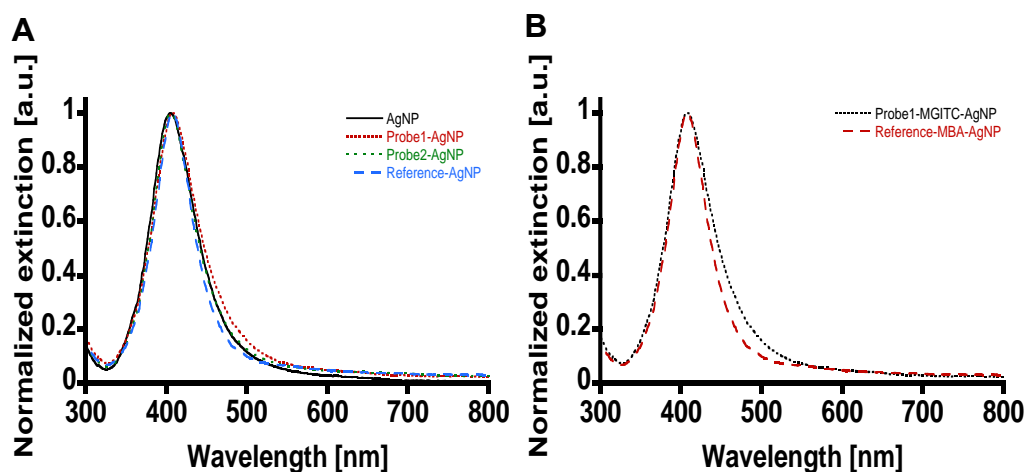 A
Normalized extinction [a.u.]
1
0.8
0.6
0.4
0.2
0
300 400 500 600 700 800
Wavelength [nm]
AgNP
Probe1-AgNP
Probe2-AgNP
Reference-AgNP
B
Normalized extinction [a.u.]
1
0.8
0.6
0.4
0.2
0
300 400 500 600 700 800
Wavelength [nm]
Probe1-MGITC-AgNP
Reference-MBA-AgNP